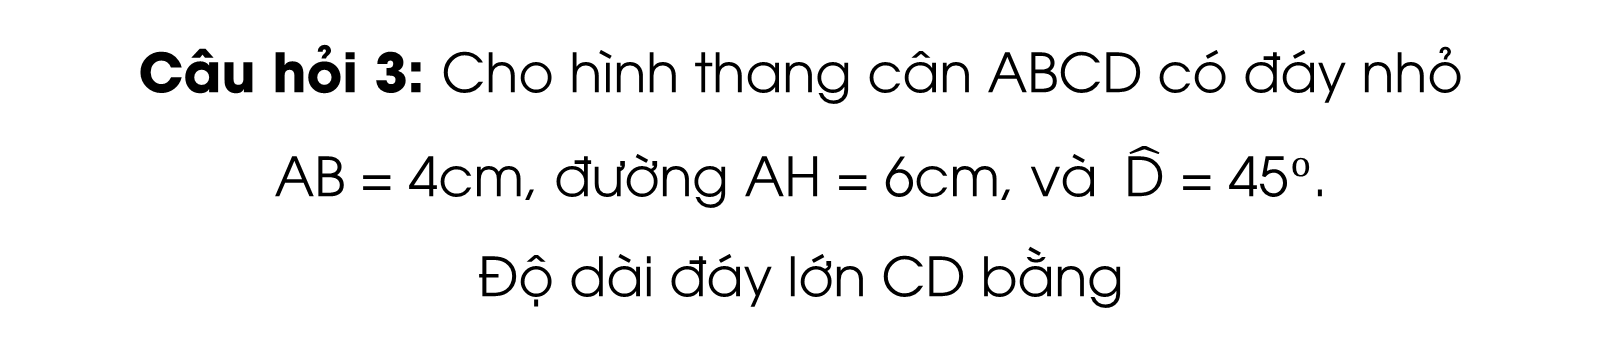 Câu hỏi 3: Cho hình thang cân ABCD có đáy nhỏ
AB = 4cm, đường AH = 6cm, và D̂ = 45º.
Độ dài đáy lớn CD bằng